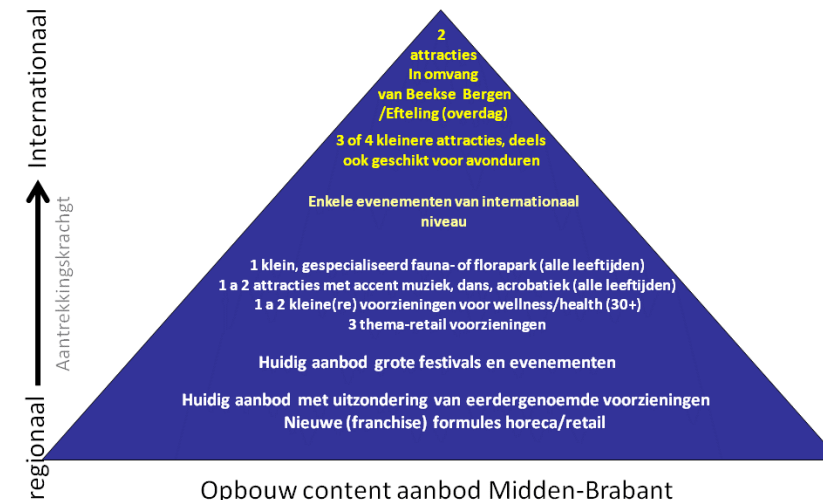 2
attracties
In omvang
van Beekse Bergen
/Efteling (overdag)
3 of 4 kleinere attracties, deels
ook geschikt voor avonduren
Enkele evenementen van internationaal
niveau
1 klein, gespecialiseerd fauna- of florapark (alle leeftijden)
1 a 2 attracties met accent muziek, dans, acrobatiek (alle leeftijden)
1 a 2 kleine(re) voorzieningen voor wellness/health (30+)
3 thema-retail voorzieningen
Huidig aanbod grote festivals en evenementen
Huidig aanbod met uitzondering van eerdergenoemde voorzieningen
Nieuwe (franchise) formules horeca/retail
Internationaal
Aantrekkingskrachgt
regionaal
Opbouw content aanbod Midden-Brabant